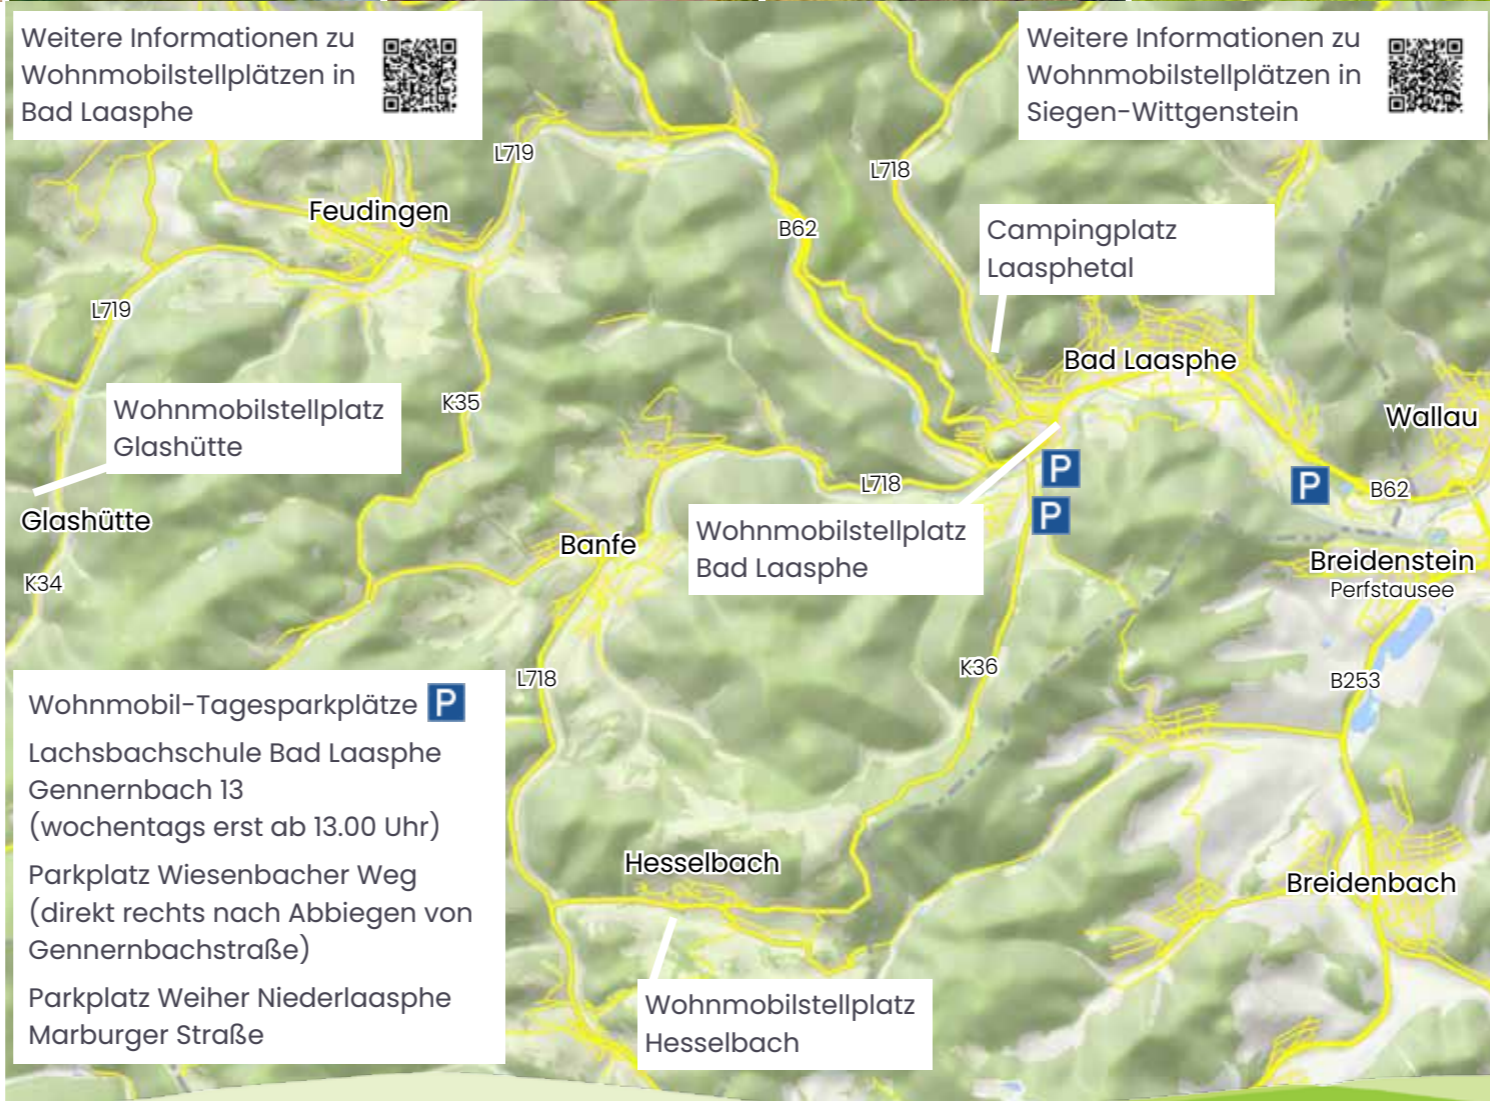 Weitere Informationen zu
Wohnmobilstellplätzen in
Bad Laasphe
Weitere Informationen zu
Wohnmobilstellplätzen in
Siegen-Wittgenstein
L719
L718
Feudingen
B62
Campingplatz
Laasphetal
L719
Bad Laasphe
Wohnmobilstellplatz
Glashütte
K35
Wallau
P
L718
P
B62
Glashütte
P
Wohnmobilstellplatz
Bad Laasphe
Banfe
Breidenstein
Perfstausee
K34
K36
L718
B253
Wohnmobil-Tagesparkplätze P
Lachsbachschule Bad Laasphe
Gennernbach 13
(wochentags erst ab 13.00 Uhr)
Parkplatz Wiesenbacher Weg
(direkt rechts nach Abbiegen von
Gennernbachstraße)
Parkplatz Weiher Niederlaasphe
Marburger Straße
Hesselbach
Breidenbach
Wohnmobilstellplatz
Hesselbach